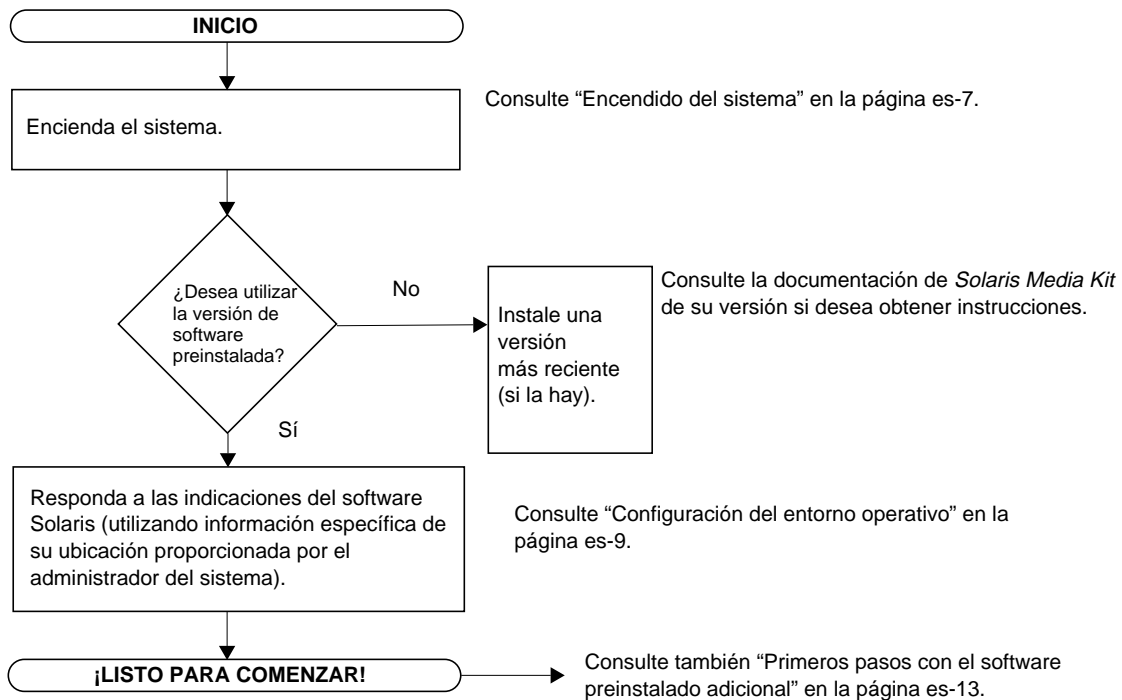 INICIO
Encienda el sistema.
Consulte “Encendido del sistema” en la página es-7.
¿Desea utilizar
la versión de
software
preinstalada?
No
Instale una
versión
más reciente
(si la hay).
Consulte la documentación de Solaris Media Kit
de su versión si desea obtener instrucciones.
Sí
Responda a las indicaciones del software
Solaris (utilizando información específica de
su ubicación proporcionada por el
administrador del sistema).
Consulte “Configuración del entorno operativo” en la
página es-9.
¡LISTO PARA COMENZAR!
Consulte también “Primeros pasos con el software
preinstalado adicional” en la página es-13.